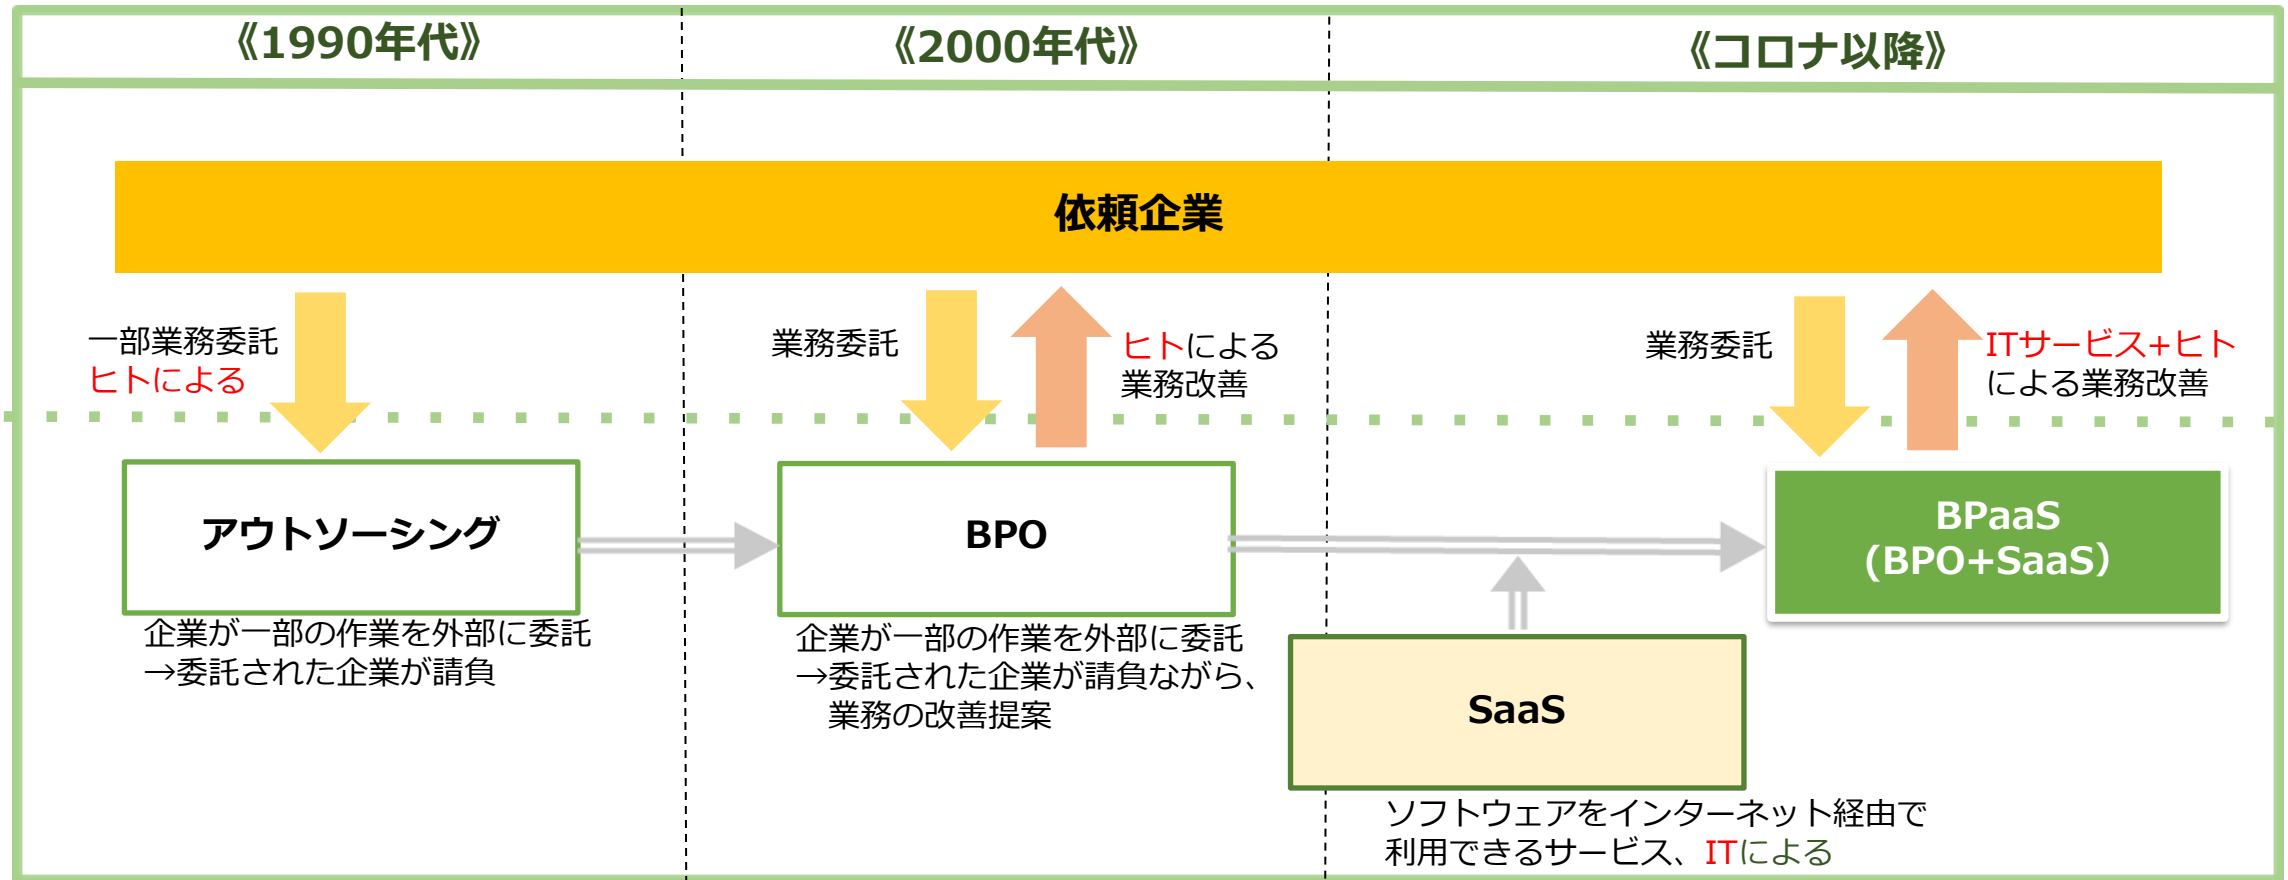 《1990年代》
《2000年代》
《コロナ以降》
依頼企業
一部業務委託
ヒトによる
業務委託
ヒトによる
業務改善
業務委託
ITサービス+ヒト
による業務改善
アウトソーシング
BPO
BPaaS
(BPO+SaaS）
企業が一部の作業を外部に委託
→委託された企業が請負
企業が一部の作業を外部に委託
→委託された企業が請負ながら、
業務の改善提案
SaaS
ソフトウェアをインターネット経由で
利用できるサービス、ITによる